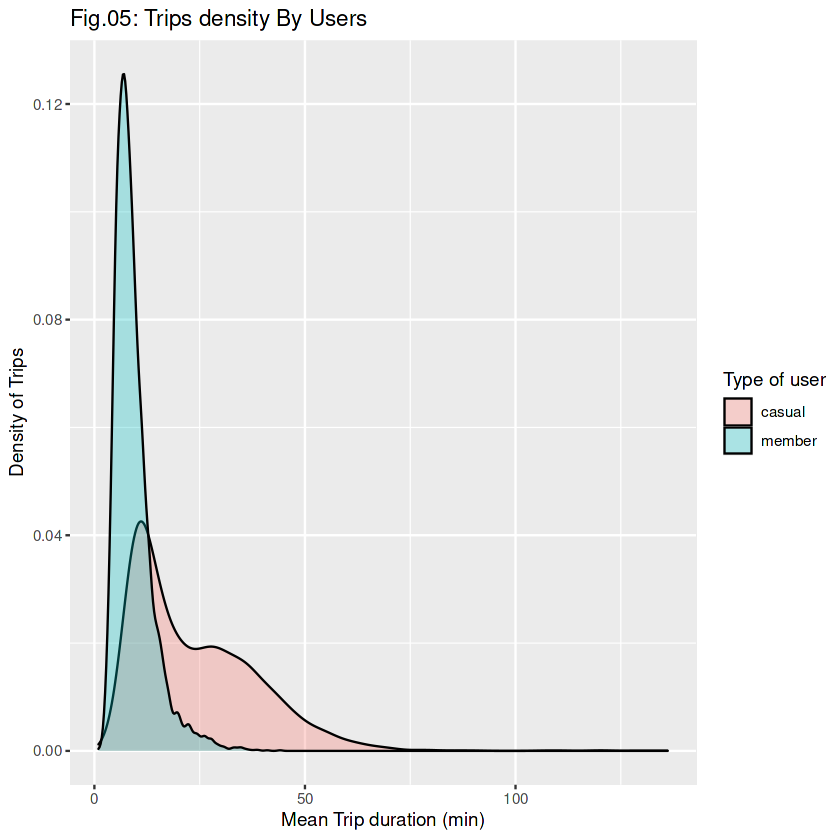 Fig.05: Trips density By Users
0.12
0.08
0.04
0.00
Density of Trips
0
50
100
Mean Trip duration (min)
Type of user
casual
member